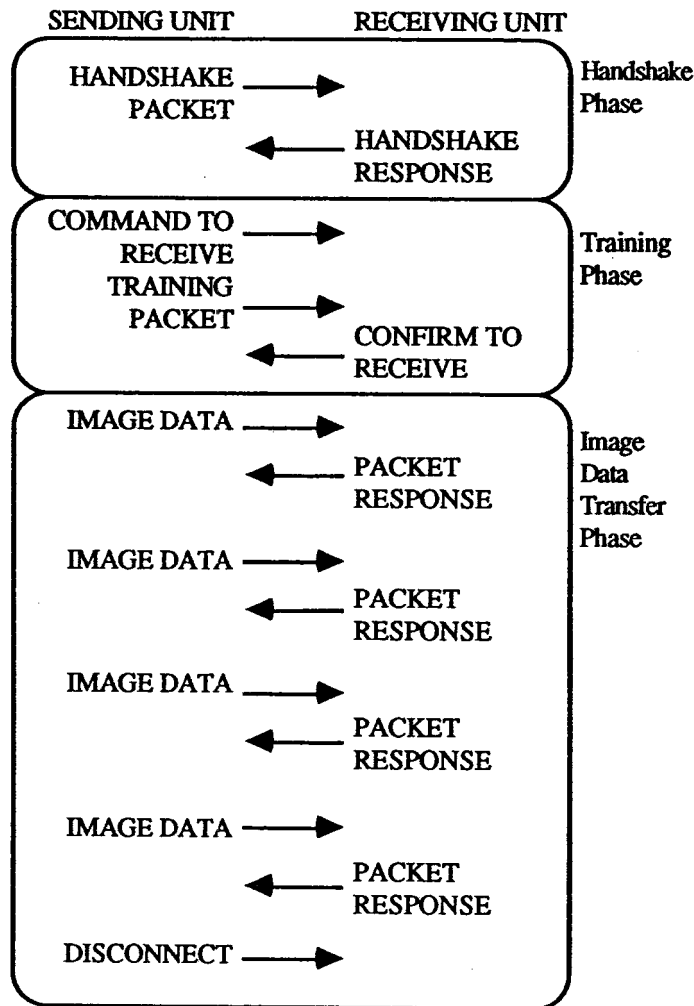 SENDING UNIT RECEIVING UNIT
HANDSHAKE
PACKET
HANDSHAKE
RESPONSE
Handshake
Phase
COMMAND TO
RECEIVE
TRAINING
PACKET
CONFIRM TO
RECEIVE
Training
Phase
IMAGE DATA
PACKET
RESPONSE
IMAGE DATA
PACKET
RESPONSE
IMAGE DATA
PACKET
RESPONSE
IMAGE DATA
PACKET
RESPONSE
DISCONNECT
Image
Data
Transfer
Phase